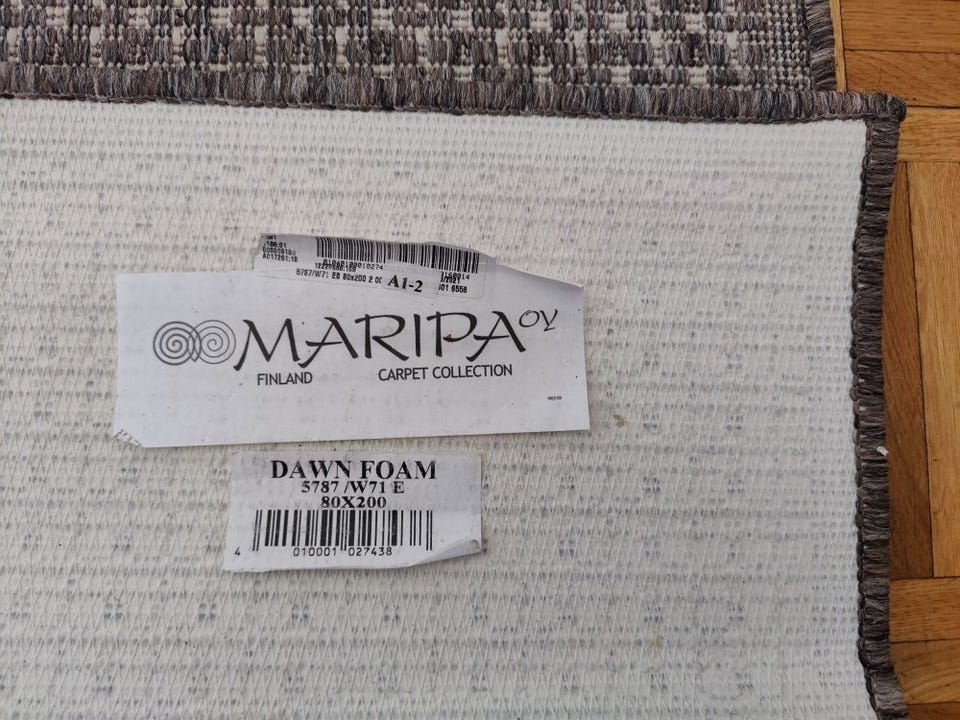 A1-2
MARIPA OY
FINLAND CARPET COLLECTION
DAWN FOAM
5787 /W71 E
80X200
4 010001 027438